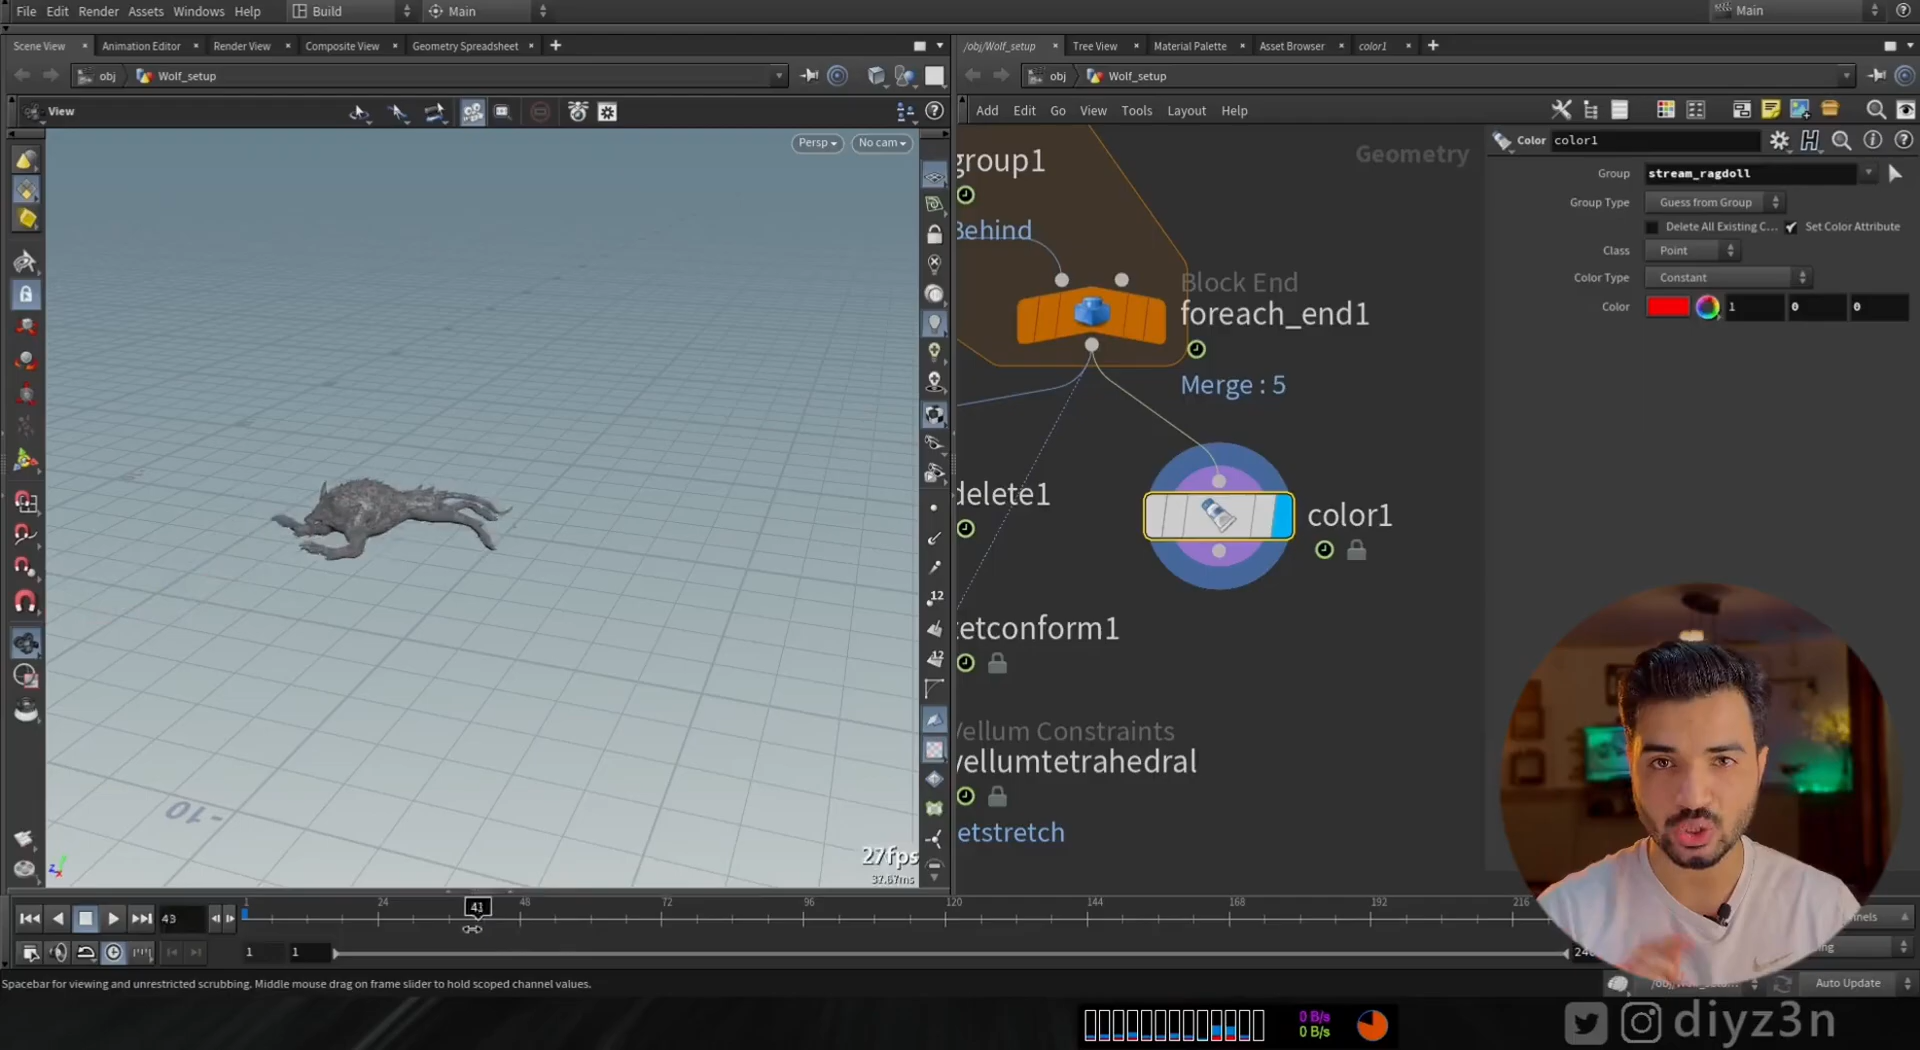 File Edit Render Assets Windows Help Build Main Main
Scene View Animation Editor Render View Composite View Geometry Spreadsheet
/obj/Wolf_setup Tree View Material Palette Asset Browser color1
obj Wolf_setup
obj Wolf_setup
View
Add Edit Go View Tools Layout Help
Persp No cam
Geometry
Color color1
Group stream_ragdoll
Group Type Guess from Group
Delete All Existing C... Set Color Attribute
Class Point
Color Type Constant
Color 1 0 0
group1
Behind
Block End
foreach_end1
Merge : 5
delete1
color1
etconform1
Vellum Constraints
vellumtetrahedral
etstretch
12
12
-10
27fps
37.67ms
43
1 24 41 48 72 96 120 144 168 192 216
1 1
Spacebar for viewing and unrestricted scrubbing. Middle mouse drag on frame slider to hold scoped channel values.
Auto Update
0 B/s
0 B/s
diyz3n